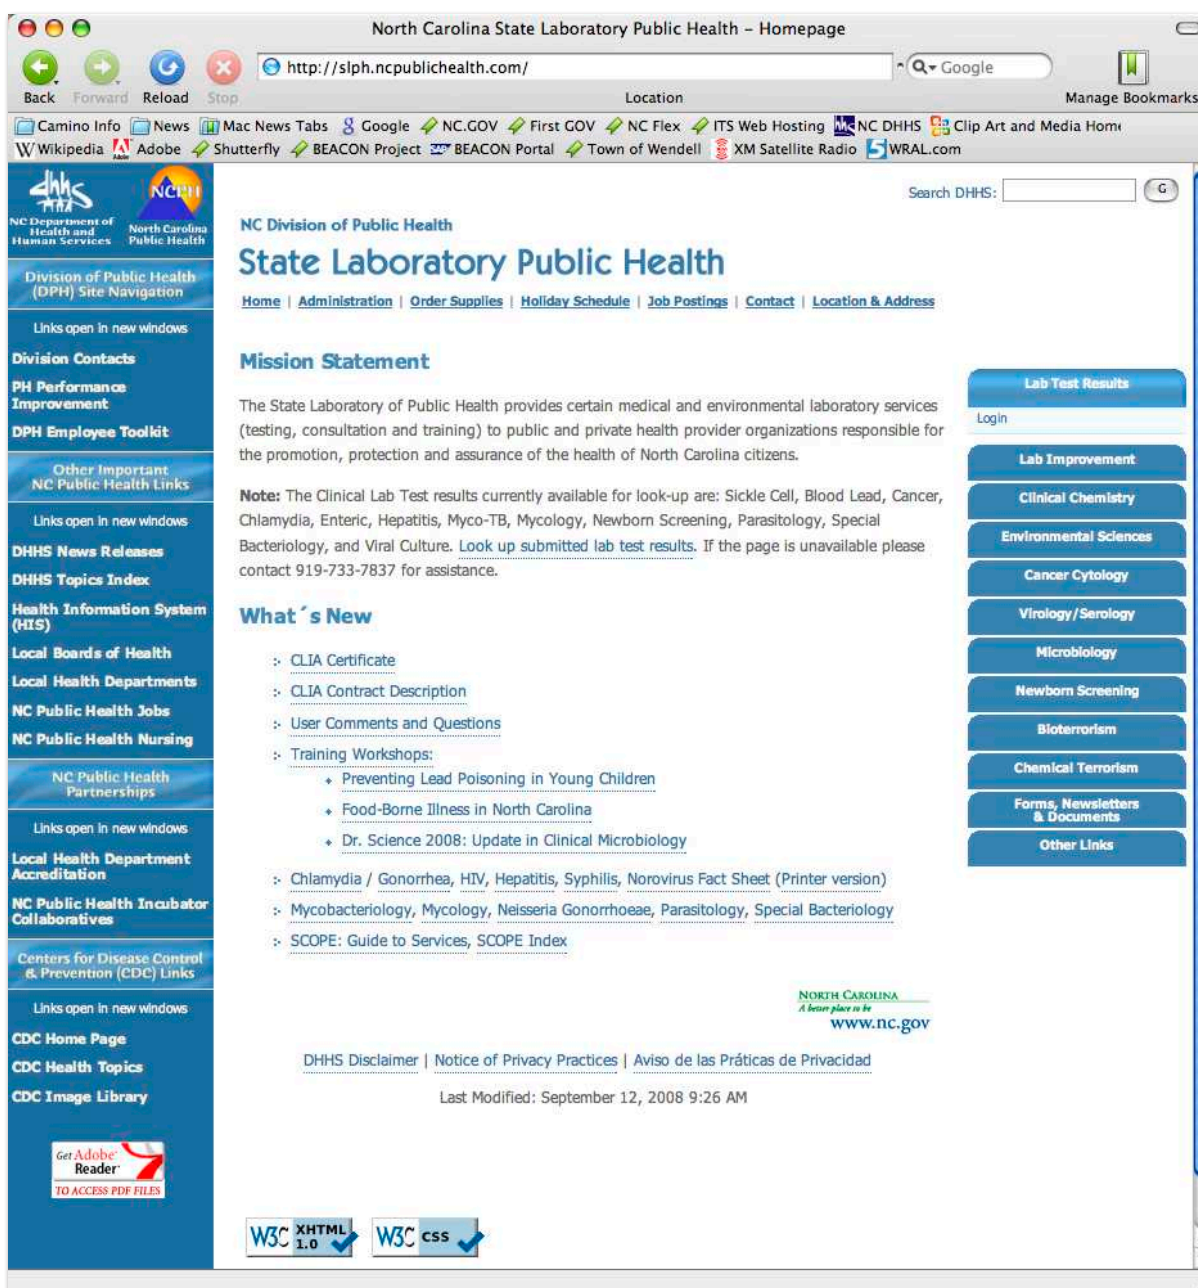 North Carolina State Laboratory Public Health – Homepage
http://slph.ncpublichealth.com/
Google
Back Forward Reload Stop Location Manage Bookmarks
Camino Info News Mac News Tabs Google NC.GOV First GOV NC Flex ITS Web Hosting NC DHHS Clip Art and Media Home
Wikipedia Adobe Shutterfly BEACON Project BEACON Portal Town of Wendell XM Satellite Radio WRAL.com
dhhs
NCPH
NC Department of
Health and
Human Services
North Carolina
Public Health
Division of Public Health
(DPH) Site Navigation
Links open in new windows
Division Contacts
PH Performance
Improvement
DPH Employee Toolkit
Other Important
NC Public Health Links
Links open in new windows
DHHS News Releases
DHHS Topics Index
Health Information System
(HIS)
Local Boards of Health
Local Health Departments
NC Public Health Jobs
NC Public Health Nursing
NC Public Health
Partnerships
Links open in new windows
Local Health Department
Accreditation
NC Public Health Incubator
Collaboratives
Centers for Disease Control
& Prevention (CDC) Links
Links open in new windows
CDC Home Page
CDC Health Topics
CDC Image Library
Get Adobe
Reader
TO ACCESS PDF FILES
Search DHHS: G
NC Division of Public Health
State Laboratory Public Health
Home | Administration | Order Supplies | Holiday Schedule | Job Postings | Contact | Location & Address
Mission Statement
The State Laboratory of Public Health provides certain medical and environmental laboratory services
(testing, consultation and training) to public and private health provider organizations responsible for
the promotion, protection and assurance of the health of North Carolina citizens.
Note: The Clinical Lab Test results currently available for look-up are: Sickle Cell, Blood Lead, Cancer,
Chlamydia, Enteric, Hepatitis, Myco-TB, Mycology, Newborn Screening, Parasitology, Special
Bacteriology, and Viral Culture. Look up submitted lab test results. If the page is unavailable please
contact 919-733-7837 for assistance.
What´s New
CLIA Certificate
CLIA Contract Description
User Comments and Questions
Training Workshops:
Preventing Lead Poisoning in Young Children
Food-Borne Illness in North Carolina
Dr. Science 2008: Update in Clinical Microbiology
Chlamydia / Gonorrhea, HIV, Hepatitis, Syphilis, Norovirus Fact Sheet (Printer version)
Mycobacteriology, Mycology, Neisseria Gonorrhoeae, Parasitology, Special Bacteriology
SCOPE: Guide to Services, SCOPE Index
Lab Test Results
Login
Lab Improvement
Clinical Chemistry
Environmental Sciences
Cancer Cytology
Virology/Serology
Microbiology
Newborn Screening
Bioterrorism
Chemical Terrorism
Forms, Newsletters
& Documents
Other Links
NORTH CAROLINA
A better place to be
www.nc.gov
DHHS Disclaimer | Notice of Privacy Practices | Aviso de las Práticas de Privacidad
Last Modified: September 12, 2008 9:26 AM
W3C XHTML 1.0
W3C css